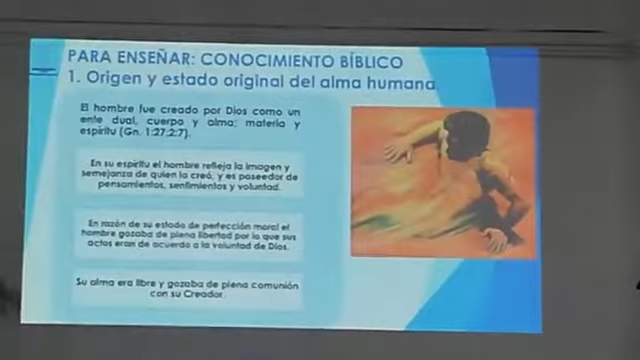 PARA ENSEÑAR: CONOCIMIENTO BÍBLICO
1. Origen y estado original del alma humana
El hombre fue creado por Dios como un
ente dual, cuerpo y alma; materia y
espíritu (Gn. 1:27;2:7).
En su espíritu el hombre refleja la imagen y
semejanza de quien lo creó, y es poseedor de
pensamientos, sentimientos y voluntad.
En razón de su estado de perfección moral el
hombre gozaba de plena libertad por lo que sus
actos eran de acuerdo a la voluntad de Dios.
Su alma era libre y gozaba de plena comunión
con su Creador.